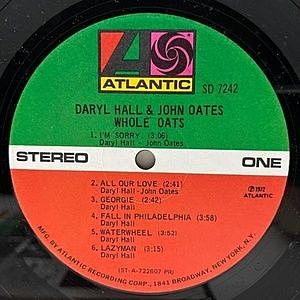 ATLANTIC
SD 7242
DARYL HALL & JOHN OATES
WHOLE OATS
1. I'M SORRY (3:06)
Daryl Hall - John Oates
STEREO
ONE
2. ALL OUR LOVE (2:41)
Daryl Hall-John Oates
3. GEORGIE (2:42)
Daryl Hall
4. FALL IN PHILADELPHIA (3:58)
Daryl Hall
5. WATERWHEEL (3:53)
Daryl Hall
6. LAZYMAN (3:15)
Daryl Hall
℗1972
ATLANTIC
(ST-A-722607 PR)
MFG. BY ATLANTIC RECORDING CORP., 1841 BROADWAY, NEW YORK, N.Y.